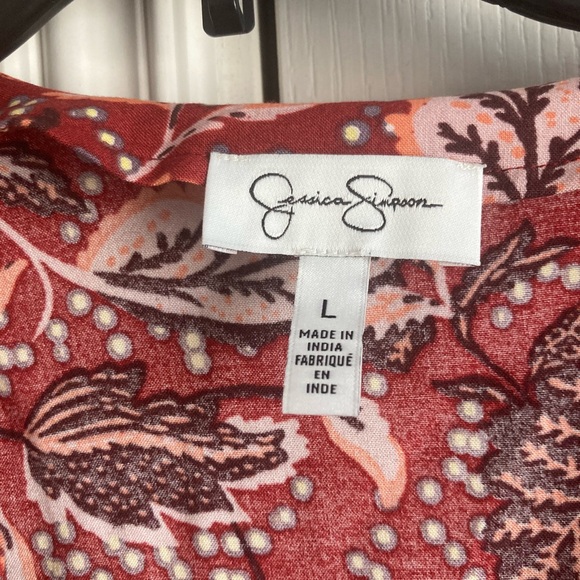 Jessica Simpson
L
MADE IN
INDIA
FABRIQUÉ
EN
INDE